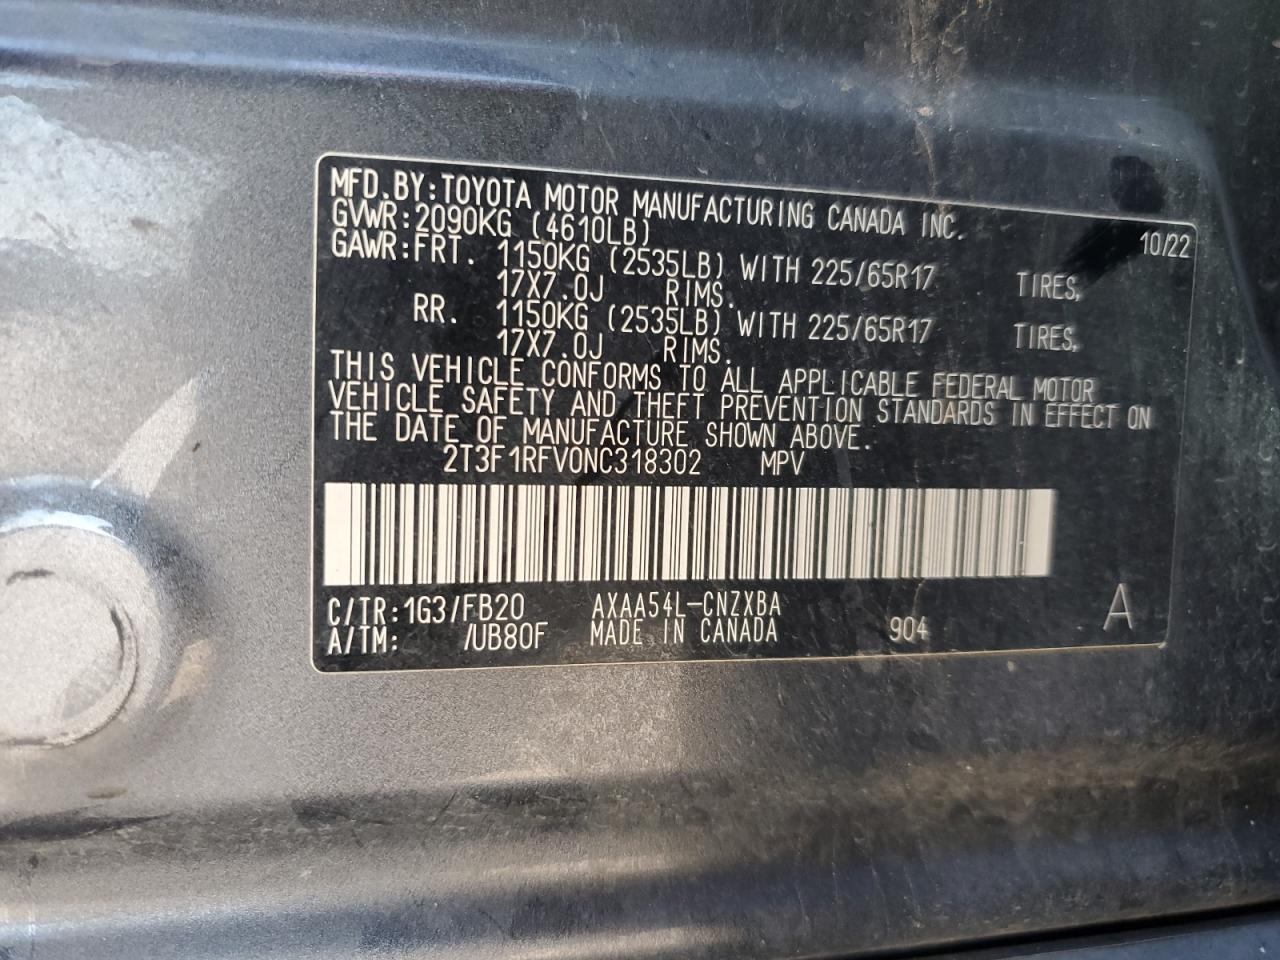 MFD.BY:TOYOTA MOTOR MANUFACTURING CANADA INC.
10/22
GVWR:2090KG (4610LB)
GAWR:FRT. 1150KG (2535LB) WITH 225/65R17 TIRES,
17X7.0J RIMS.
RR. 1150KG (2535LB) WITH 225/65R17 TIRES,
17X7.0J RIMS.
THIS VEHICLE CONFORMS TO ALL APPLICABLE FEDERAL MOTOR
VEHICLE SAFETY AND THEFT PREVENTION STANDARDS IN EFFECT ON
THE DATE OF MANUFACTURE SHOWN ABOVE.
2T3F1RFV0NC318302 MPV
C/TR:1G3/FB20 AXAA54L-CNZXBA
A/TM: /UB80F MADE IN CANADA 904 A